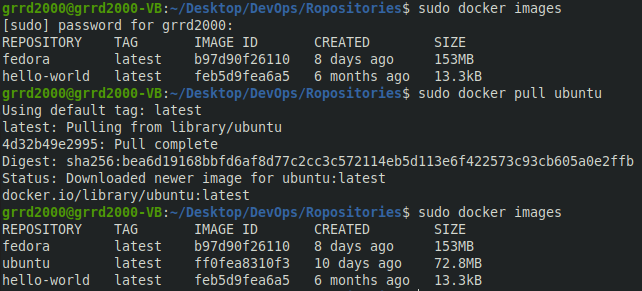 grrd2000@grrd2000-VB:~/Desktop/DevOps/Ropositories$ sudo docker images
[sudo] password for grrd2000:
REPOSITORY    TAG       IMAGE ID       CREATED        SIZE
fedora        latest    b97d90f26110   8 days ago     153MB
hello-world   latest    feb5d9fea6a5   6 months ago   13.3kB
grrd2000@grrd2000-VB:~/Desktop/DevOps/Ropositories$ sudo docker pull ubuntu
Using default tag: latest
latest: Pulling from library/ubuntu
4d32b49e2995: Pull complete
Digest: sha256:bea6d19168bbfd6af8d77c2cc3c572114eb5d113e6f422573c93cb605a0e2ffb
Status: Downloaded newer image for ubuntu:latest
docker.io/library/ubuntu:latest
grrd2000@grrd2000-VB:~/Desktop/DevOps/Ropositories$ sudo docker images
REPOSITORY    TAG       IMAGE ID       CREATED        SIZE
fedora        latest    b97d90f26110   8 days ago     153MB
ubuntu        latest    ff0fea8310f3   10 days ago    72.8MB
hello-world   latest    feb5d9fea6a5   6 months ago   13.3kB